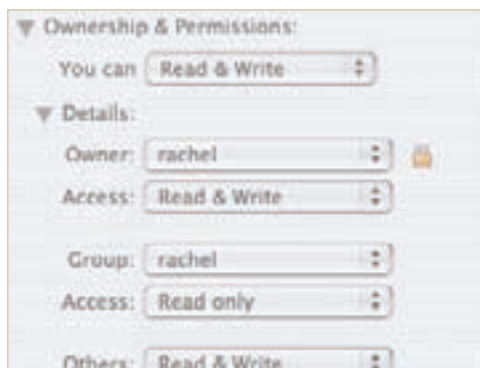 Ownership & Permissions:
You can Read & Write
Details:
Owner: rachel
Access: Read & Write
Group: rachel
Access: Read only
Others: Read & Write